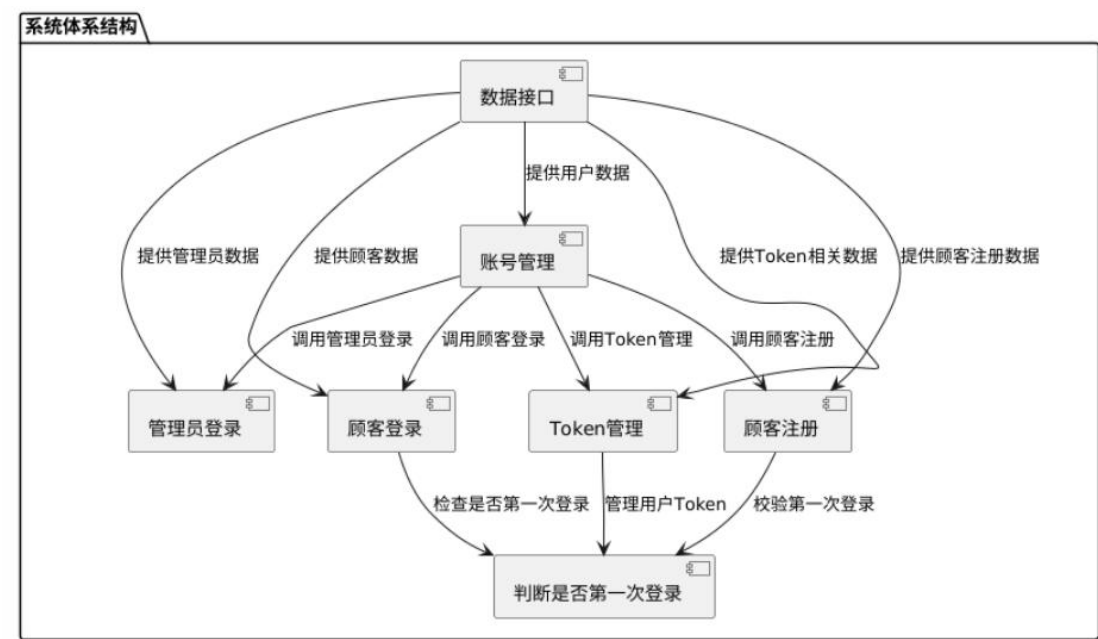 系统体系结构
数据接口
提供用户数据
提供管理员数据
提供顾客数据
提供Token相关数据
提供顾客注册数据
账号管理
调用管理员登录
调用顾客登录
调用Token管理
调用顾客注册
管理员登录
顾客登录
Token管理
顾客注册
检查是否第一次登录
管理用户Token
校验第一次登录
判断是否第一次登录